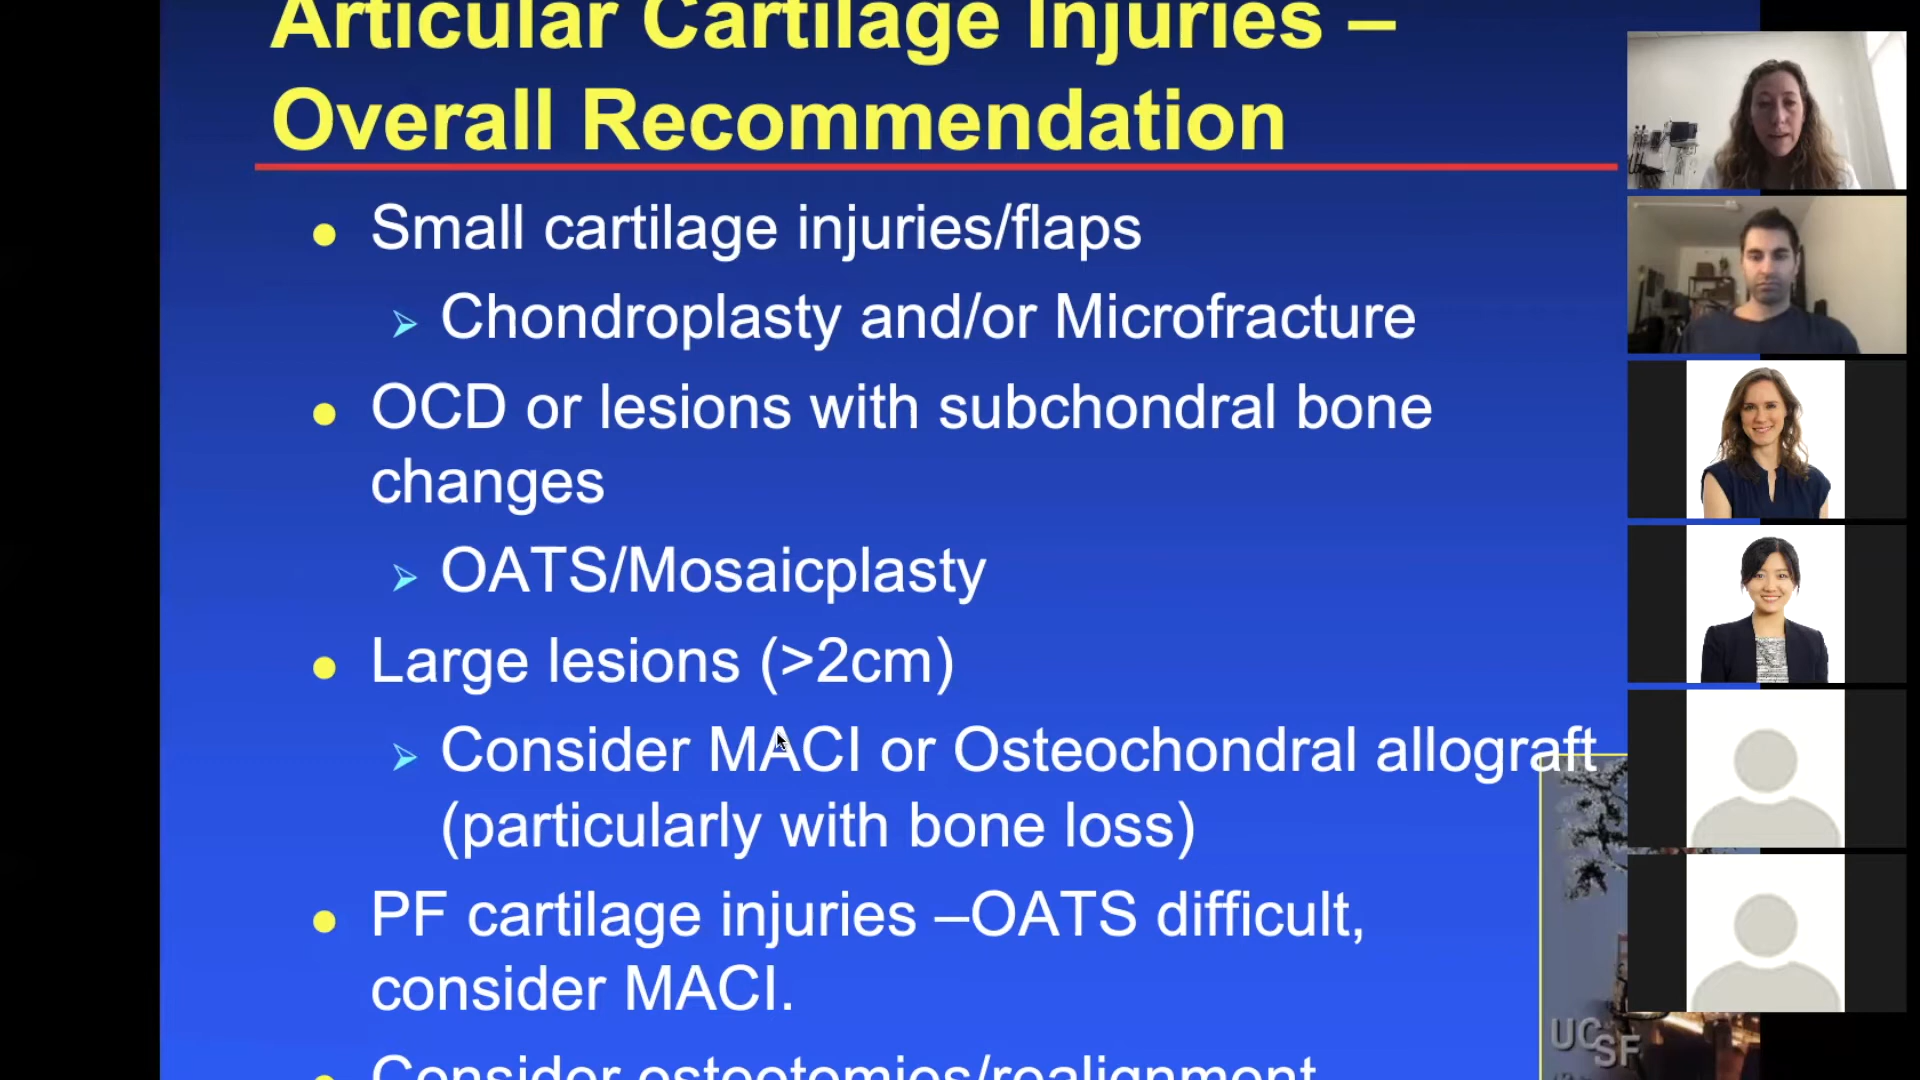 Articular Cartilage Injuries –
Overall Recommendation
Small cartilage injuries/flaps
Chondroplasty and/or Microfracture
OCD or lesions with subchondral bone
changes
OATS/Mosaicplasty
Large lesions (>2cm)
Consider MACI or Osteochondral allograft
(particularly with bone loss)
PF cartilage injuries –OATS difficult,
consider MACI.
Consider osteotomies/realignment
UCSF